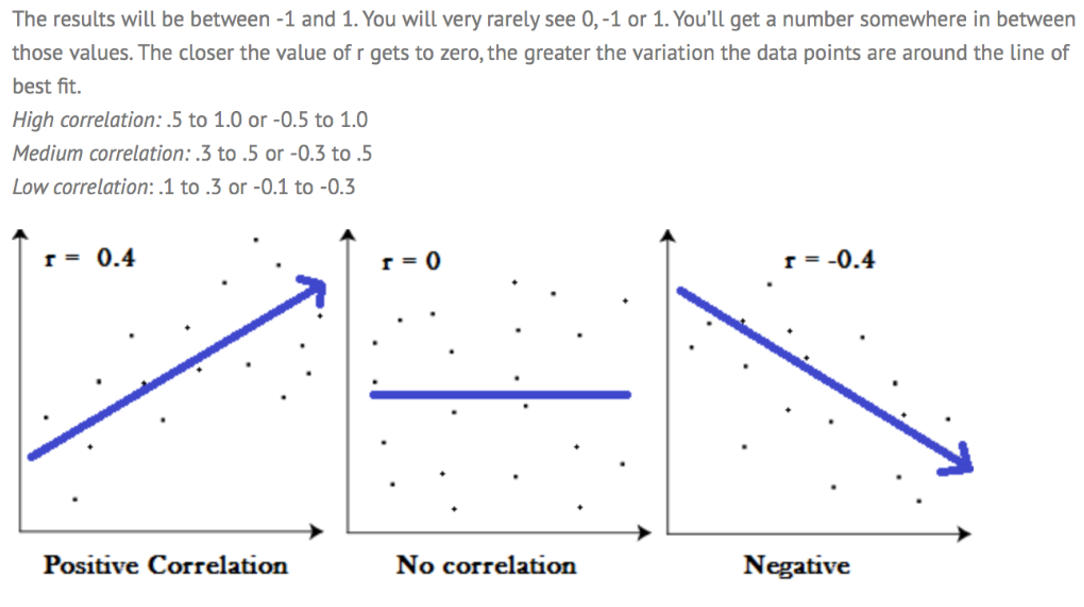 The results will be between -1 and 1. You will very rarely see 0, -1 or 1. You'll get a number somewhere in between
those values. The closer the value of r gets to zero, the greater the variation the data points are around the line of
best fit.
High correlation: .5 to 1.0 or -0.5 to 1.0
Medium correlation: .3 to .5 or -0.3 to .5
Low correlation: .1 to .3 or -0.1 to -0.3
r = 0.4
r = 0
r = -0.4
Positive Correlation
No correlation
Negative